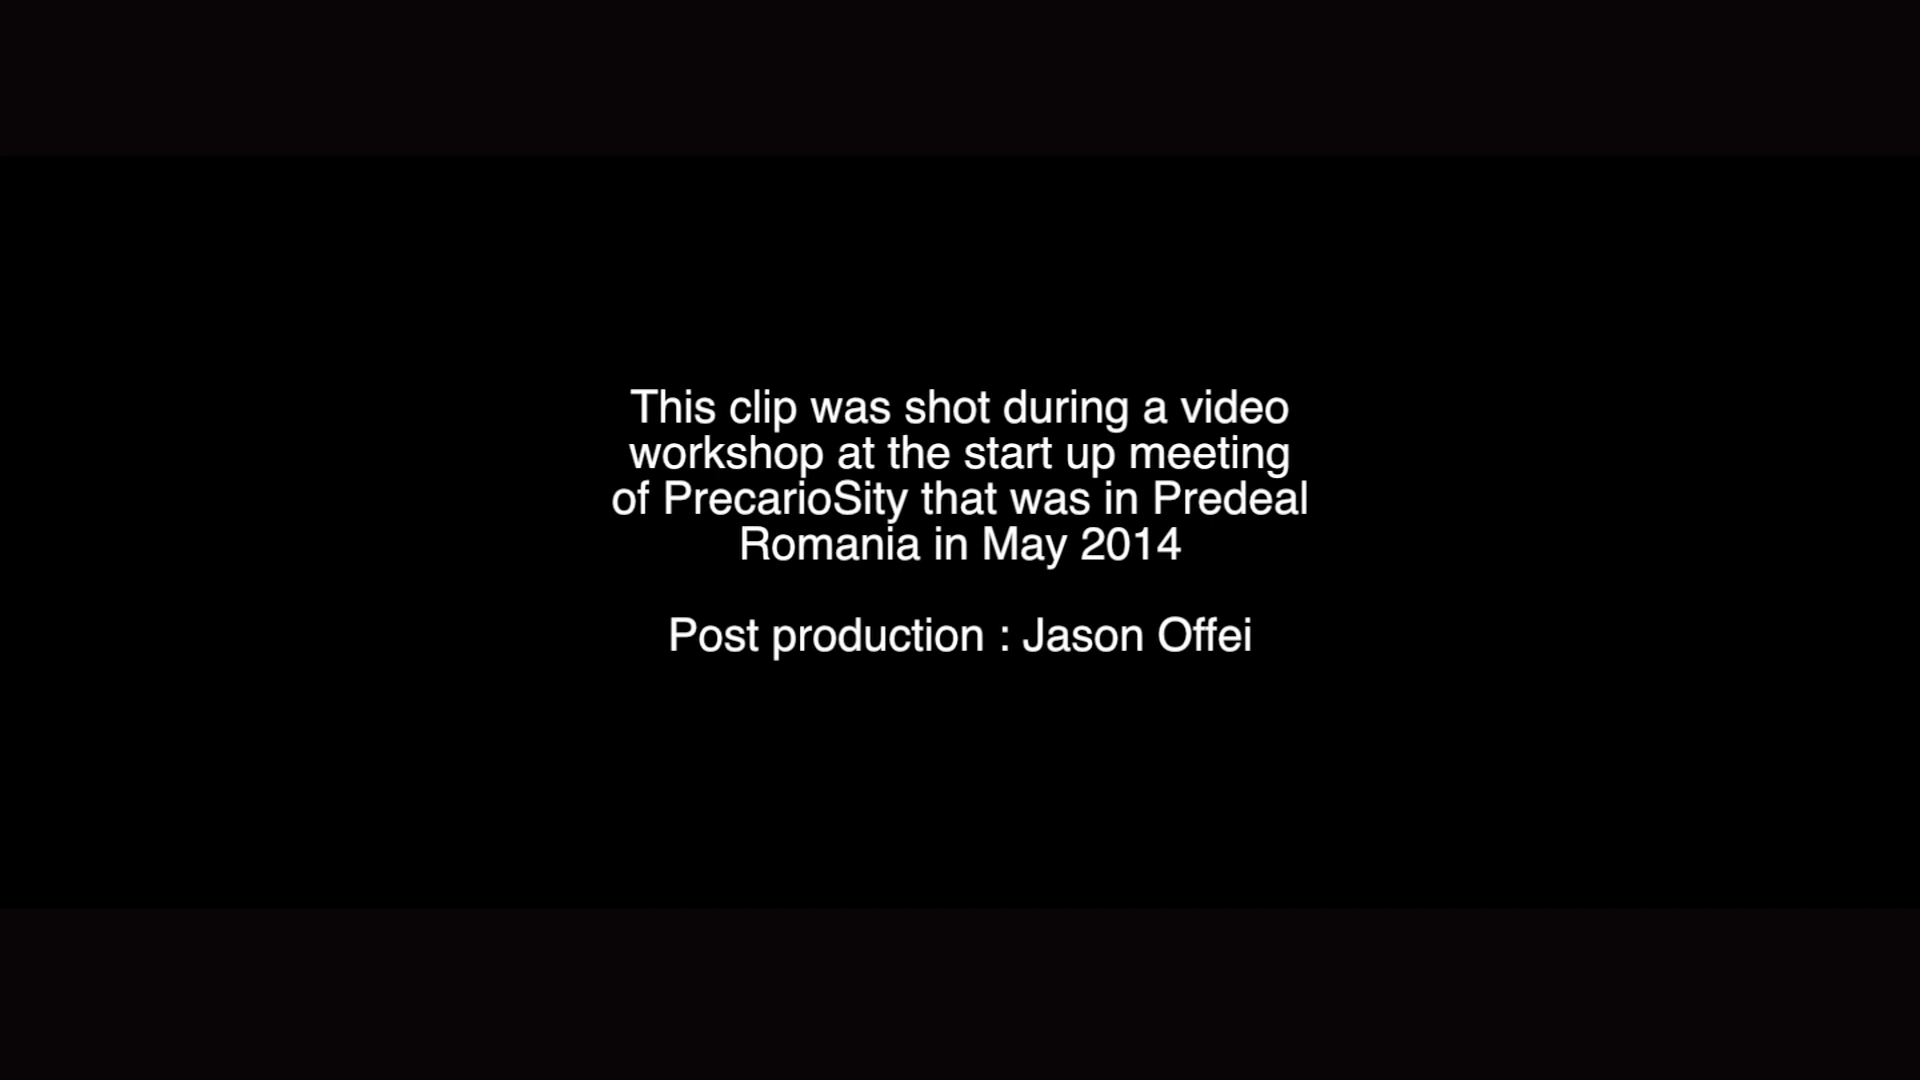 This clip was shot during a video
workshop at the start up meeting
of PrecarioSity that was in Predeal
Romania in May 2014
Post production : Jason Offei